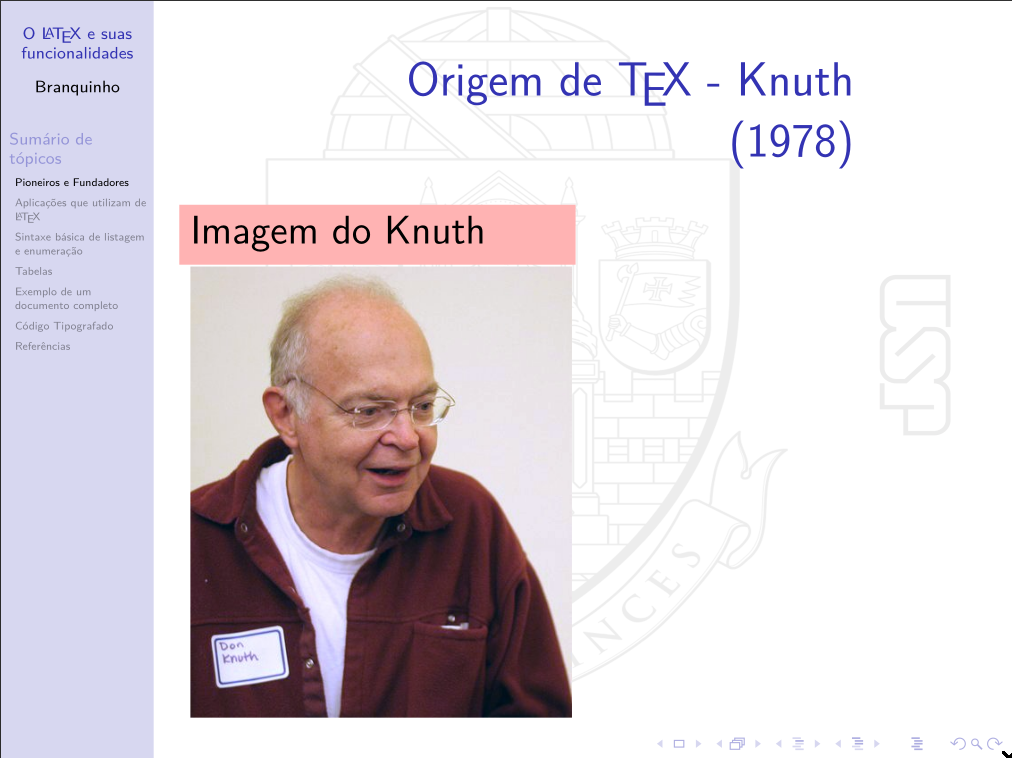 O LATEX e suas
funcionalidades
Branquinho
Sumário de
tópicos
Pioneiros e Fundadores
Aplicações que utilizam de
LATEX
Sintaxe básica de listagem
e enumeração
Tabelas
Exemplo de um
documento completo
Código Tipografado
Referências
Origem de TEX - Knuth
(1978)
Imagem do Knuth
Don
Knuth
USP
INCES